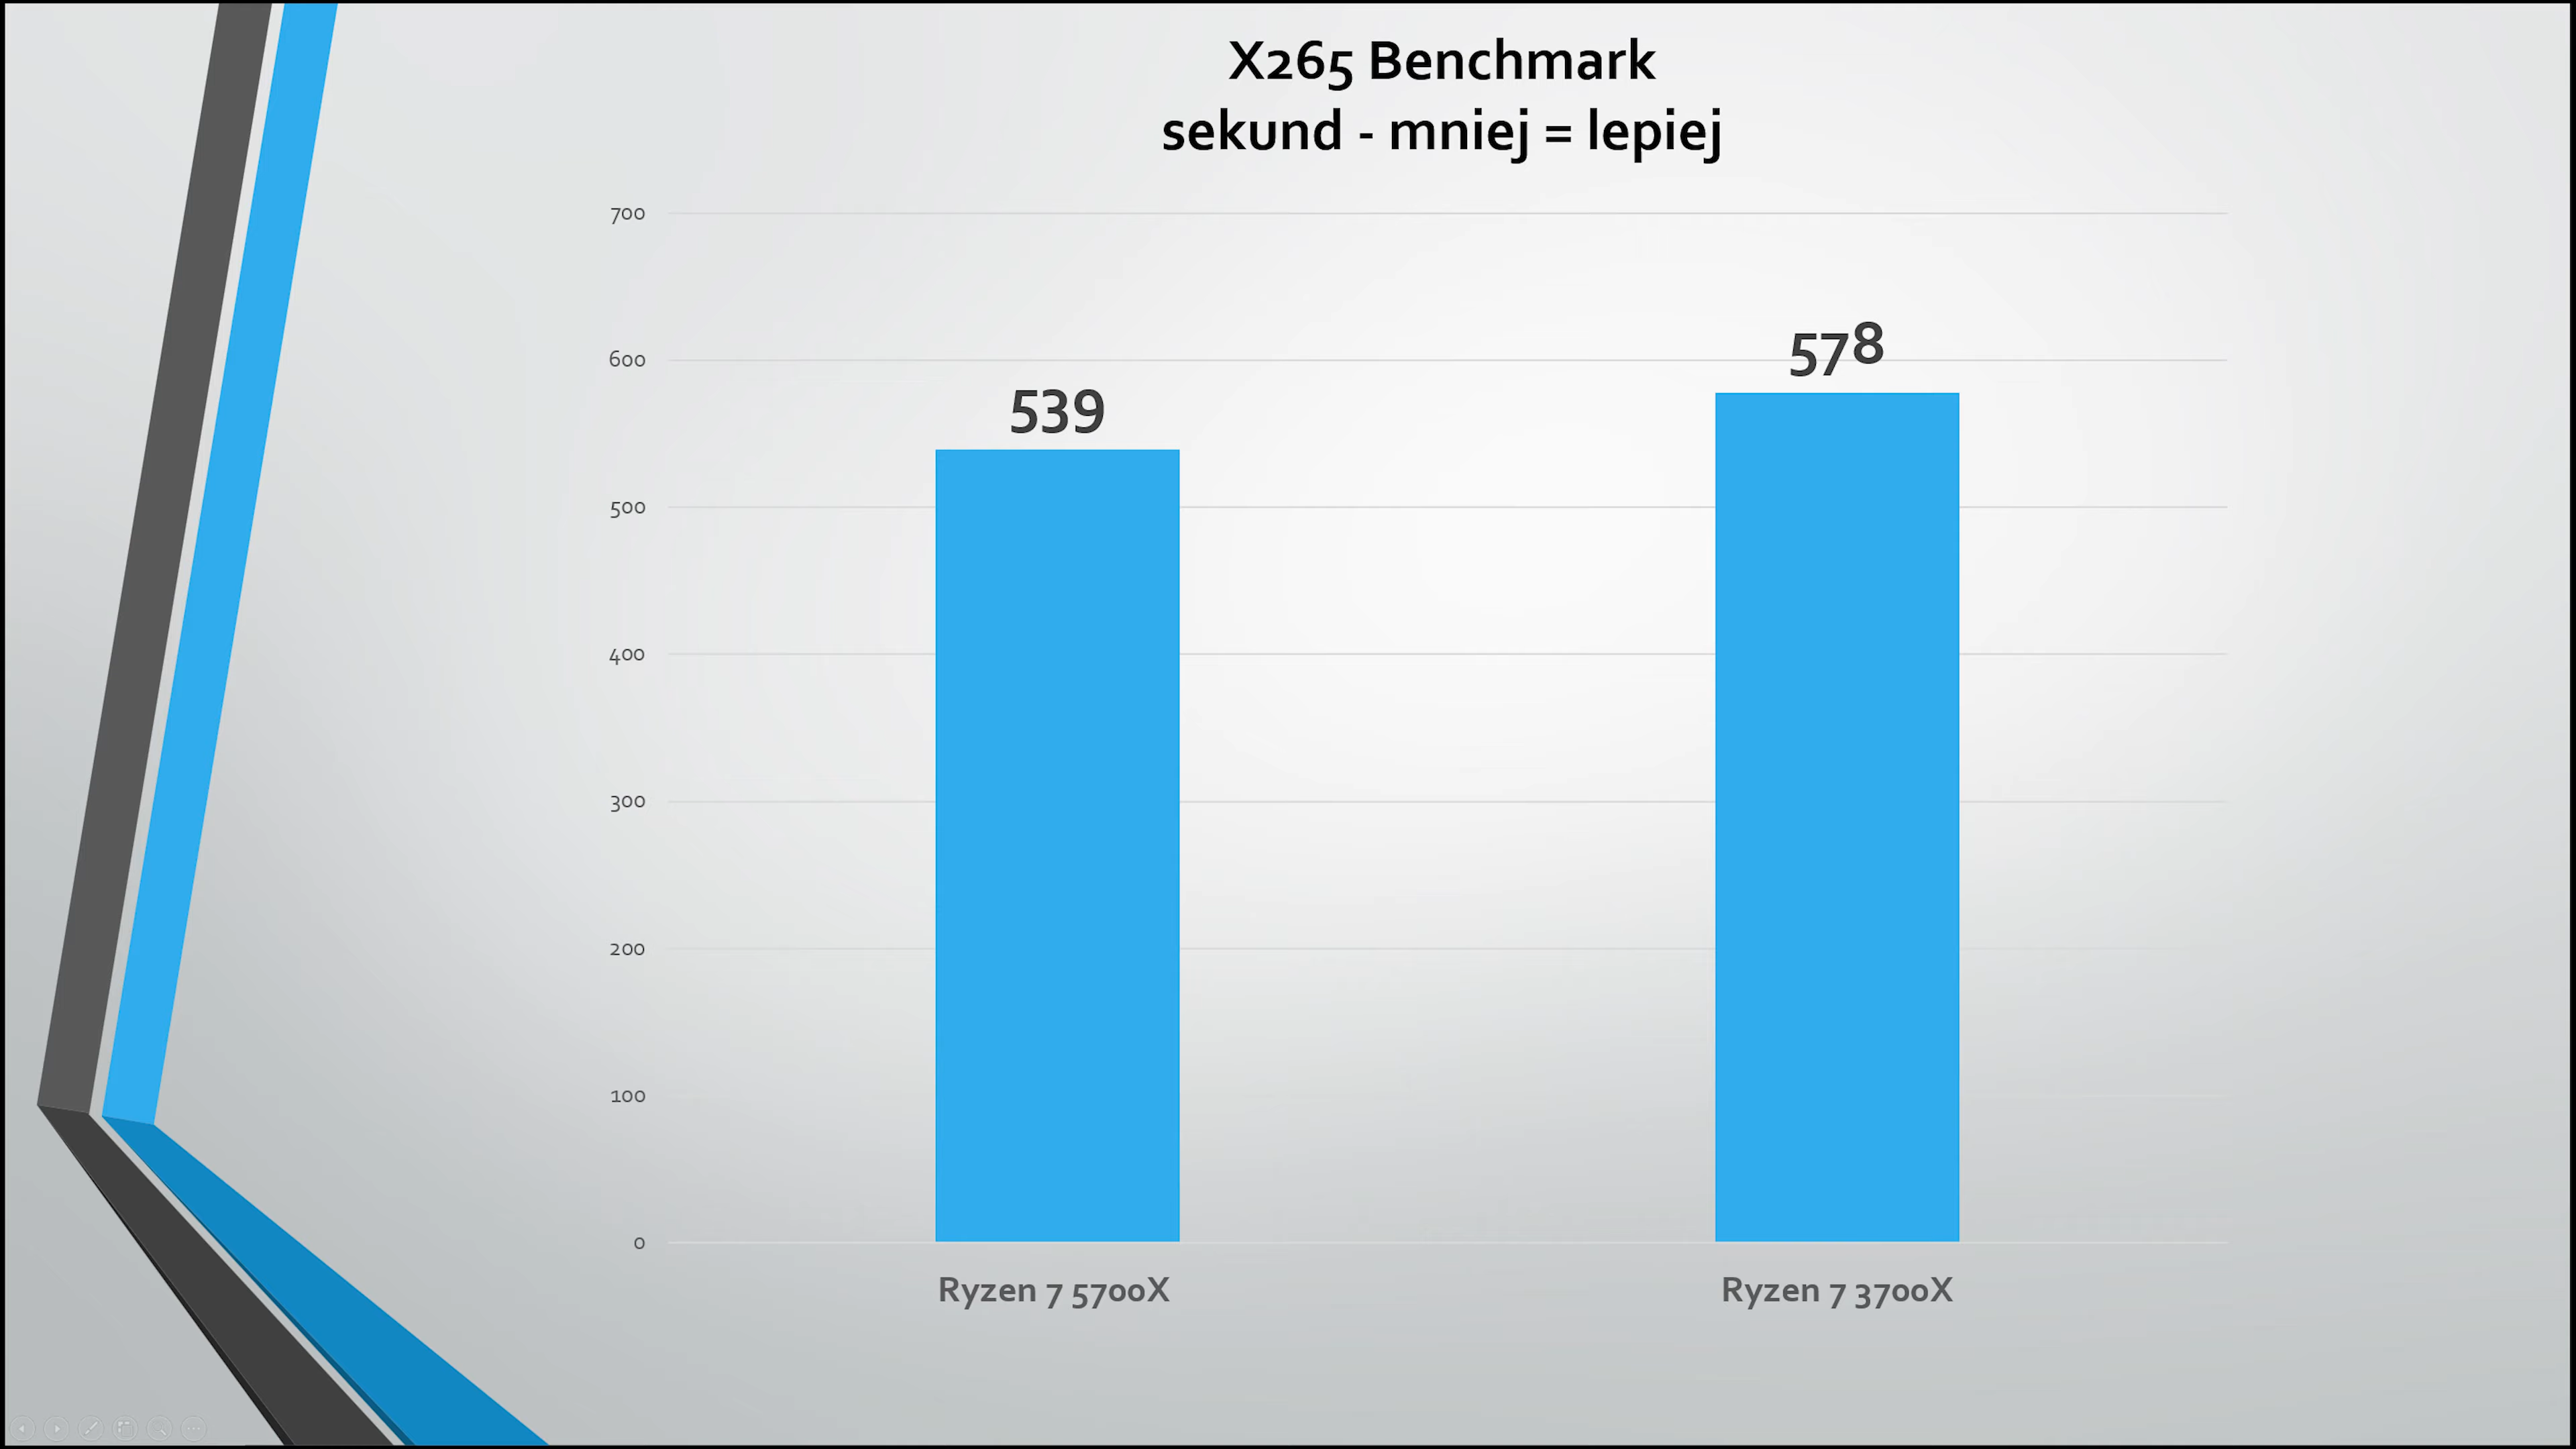 X265 Benchmark
sekund - mniej = lepiej
700
600
500
400
300
200
100
0
539
578
Ryzen 7 5700X
Ryzen 7 3700X